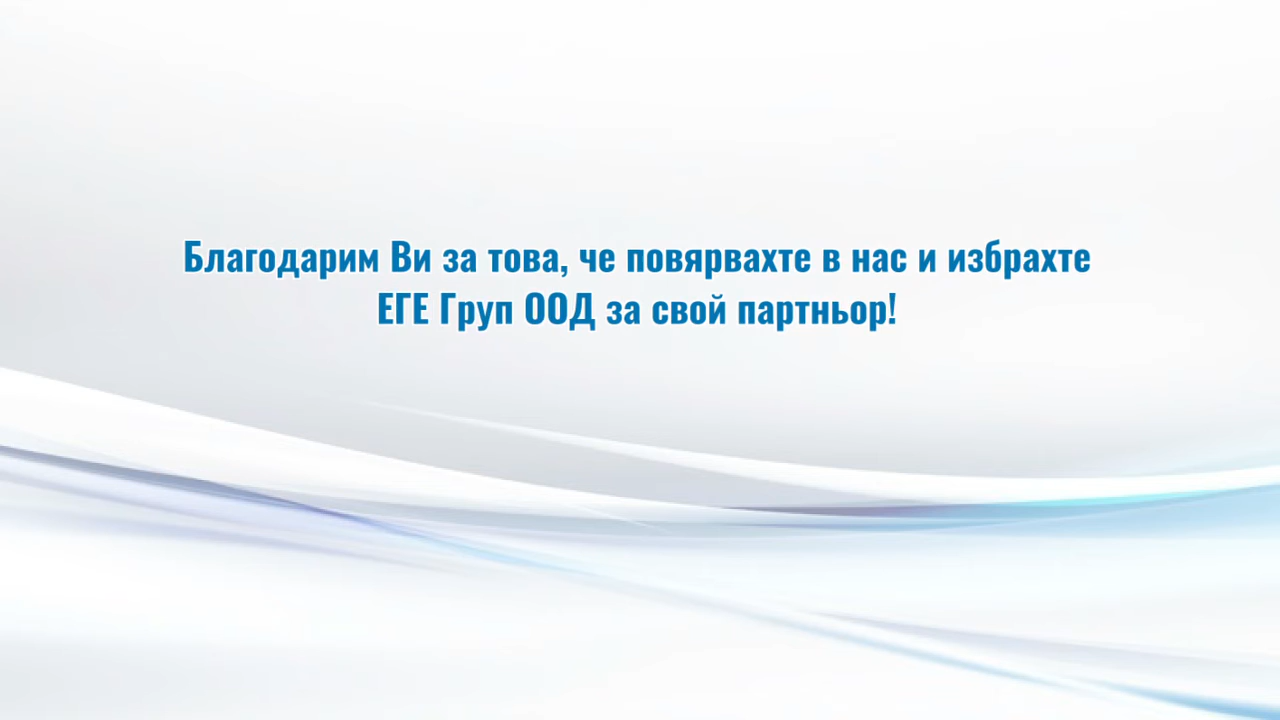 Благодарим Ви за това, че повярвахте в нас и избрахте
ЕГЕ Груп ООД за свой партньор!